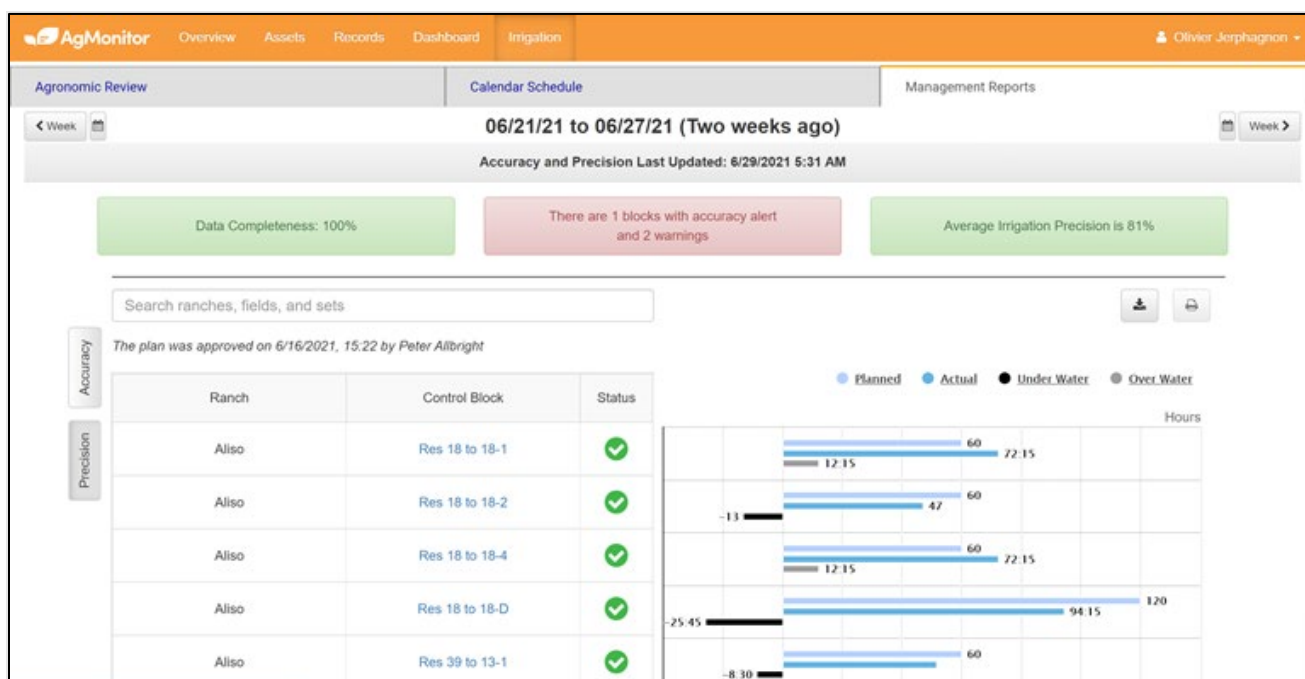 AgMonitor Overview Assets Records Dashboard Irrigation Olivier Jerphagnon
Agronomic Review Calendar Schedule Management Reports
Week 06/21/21 to 06/27/21 (Two weeks ago) Week
Accuracy and Precision Last Updated: 6/29/2021 5:31 AM
Data Completeness: 100%
There are 1 blocks with accuracy alert
and 2 warnings
Average Irrigation Precision is 81%
Search ranches, fields, and sets
Accuracy
Precision
The plan was approved on 6/16/2021, 15:22 by Peter Allbright
Planned Actual Under Water Over Water
Ranch Control Block Status
Hours
Aliso Res 18 to 18-1
60
72:15
12:15
Aliso Res 18 to 18-2
60
47
-13
Aliso Res 18 to 18-4
60
72:15
12:15
Aliso Res 18 to 18-D
120
94:15
-25:45
Aliso Res 39 to 13-1
60
-8:30